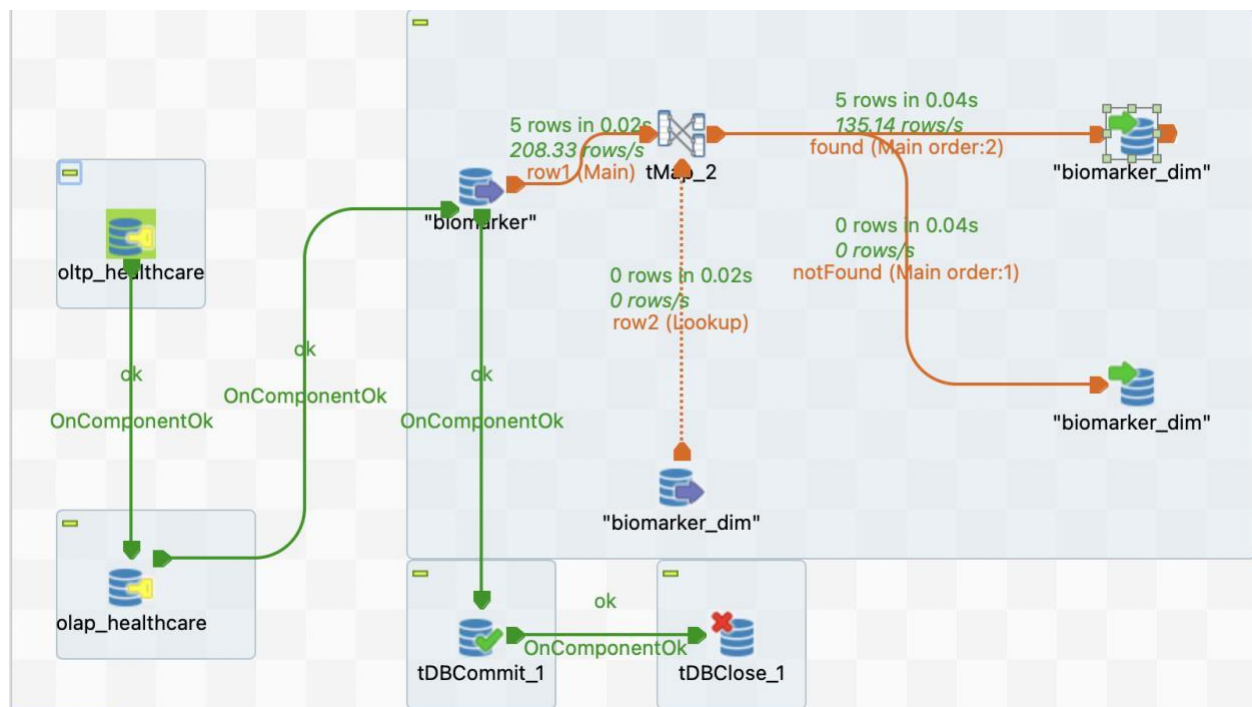 5 rows in 0.02s
208.33 rows/s
row1 (Main)
tMap_2
5 rows in 0.04s
135.14 rows/s
found (Main order:2)
"biomarker_dim"
"biomarker"
oltp_healthcare
0 rows in 0.04s
0 rows/s
notFound (Main order:1)
0 rows in 0.02s
0 rows/s
row2 (Lookup)
ok
OnComponentOk
ok
OnComponentOk
ok
OnComponentOk
"biomarker_dim"
"biomarker_dim"
olap_healthcare
ok
OnComponentOk
tDBCommit_1
tDBClose_1